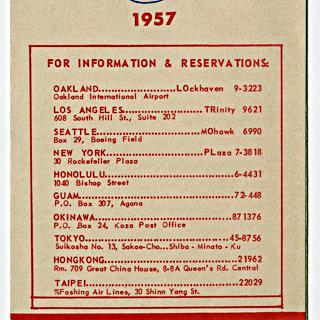 1957
FOR INFORMATION & RESERVATIONS:
OAKLAND......................LOckhaven 9-3223
Oakland International Airport
LOS ANGELES..................TRinity 9621
608 South Hill St., Suite 202
SEATTLE......................MOhawk 6990
Box 29, Boeing Field
NEW YORK.....................PLaza 7-3818
30 Rockefeller Plaza
HONOLULU.....................6-4431
1040 Bishop Street
GUAM.........................72-448
P.O. Box 307, Agana
OKINAWA......................871376
P.O. Box 24, Koza Post Office
TOKYO........................45-8756
Suikosha No. 13, Sakae-Cho...Shiba - Minato - Ku
HONGKONG.....................21962
Rm. 709 Great China House, 8-8A Queen's Rd. Central
TAIPEI.......................22029
%Foshing Air Lines, 30 Shinn Yang St.